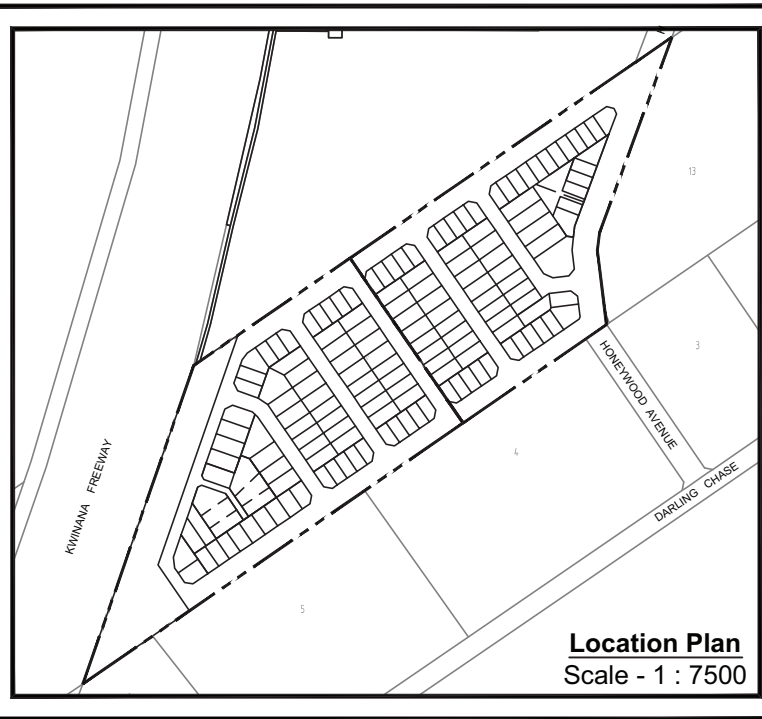 13
3
HONEYWOOD AVENUE
4
KWINANA FREEWAY
DARLING CHASE
5
Location Plan
Scale - 1 : 7500